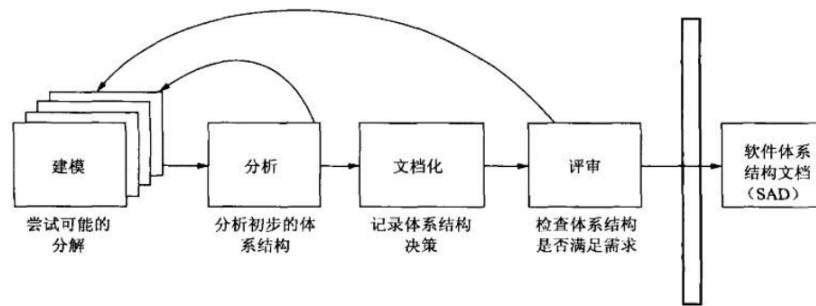 建模
分析
文档化
评审
软件体系
结构文档
(SAD)
尝试可能的
分解
分析初步的体
系结构
记录体系结构
决策
检查体系结构
是否满足需求